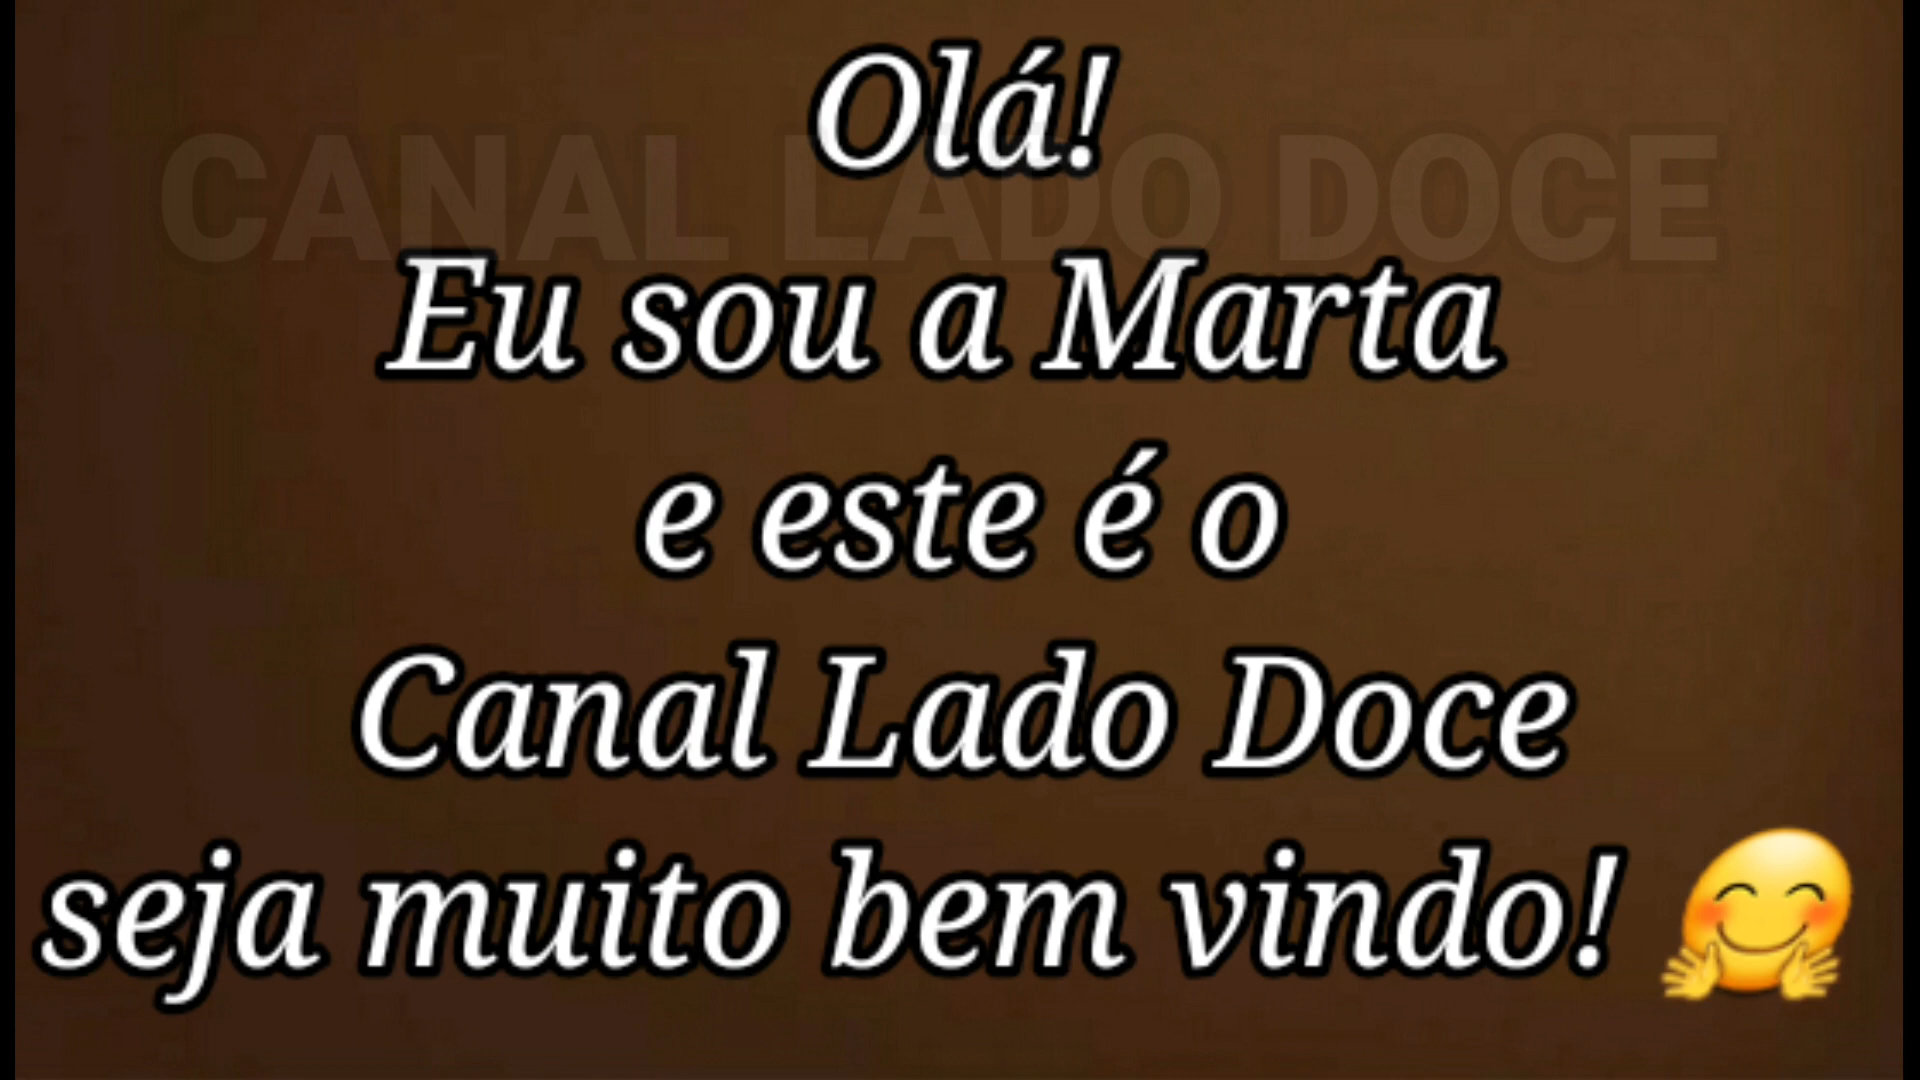 Olá!
CANAL LADO DOCE
Eu sou a Marta
e este é o
Canal Lado Doce
seja muito bem vindo! 🤗